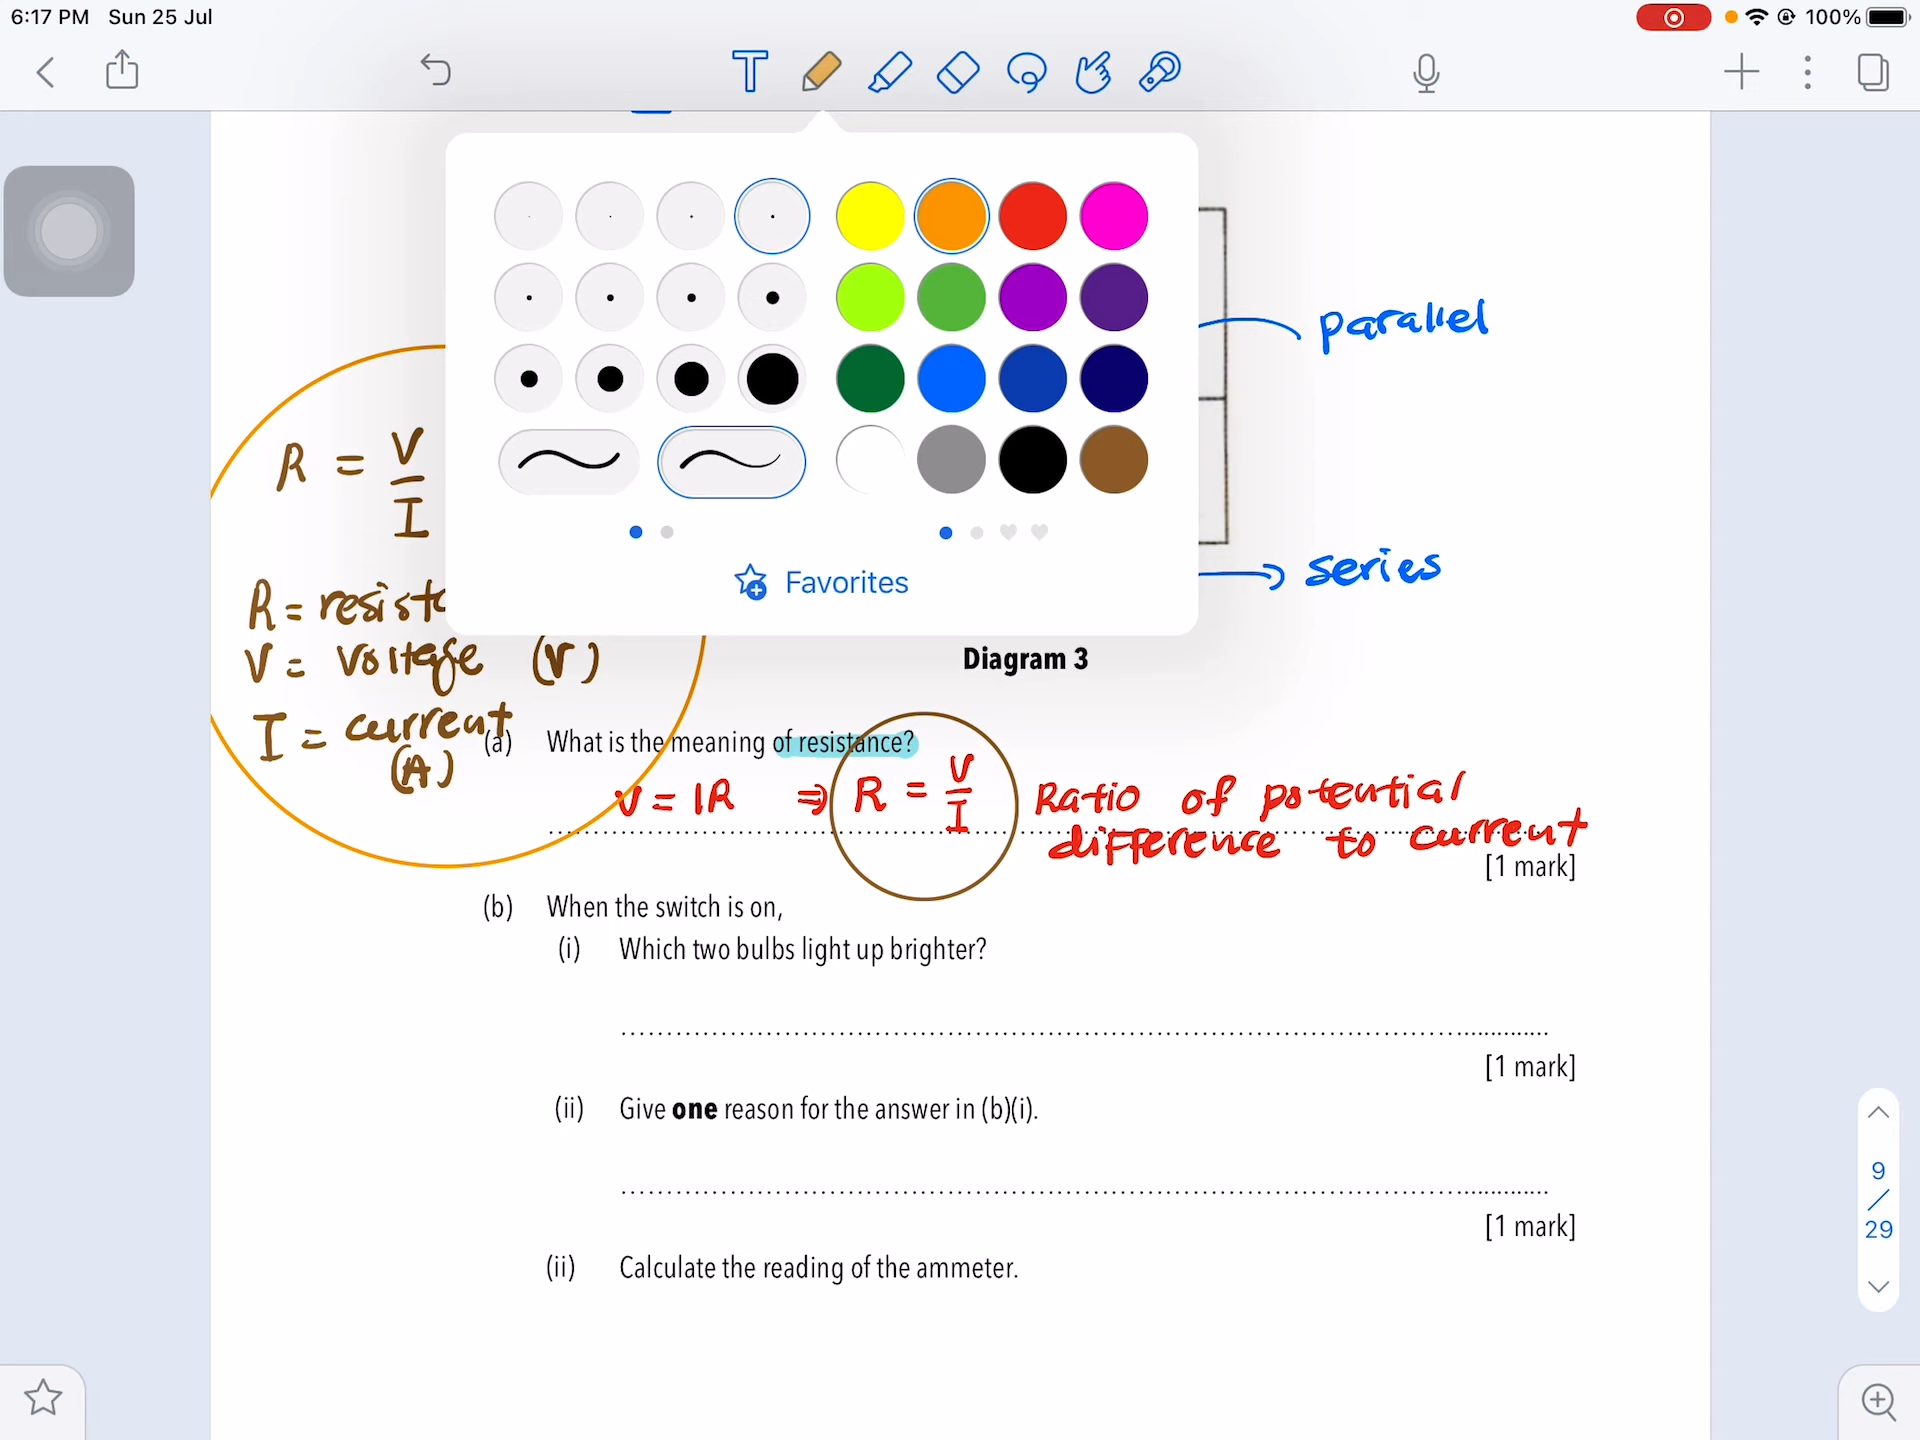 6:17 PM Sun 25 Jul
100%
T
parallel
R = V
I
Favorites
series
R = resist
V = voltage (V)
Diagram 3
I = current
(A)
(a) What is the meaning of resistance?
V = IR ⇒ R = V
I
Ratio of potential
difference to current
[1 mark]
(b) When the switch is on,
(i) Which two bulbs light up brighter?
[1 mark]
(ii) Give one reason for the answer in (b)(i).
[1 mark]
(ii) Calculate the reading of the ammeter.
9
/
29